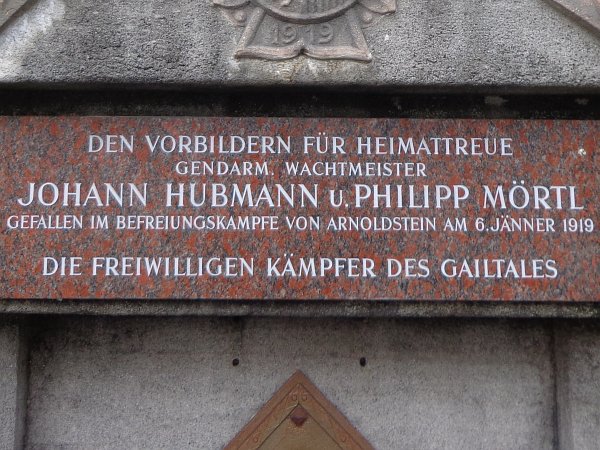 1919
DEN VORBILDERN FÜR HEIMATTREUE
GENDARM. WACHTMEISTER
JOHANN HUBMANN U. PHILIPP MÖRTL
GEFALLEN IM BEFREIUNGSKAMPFE VON ARNOLDSTEIN AM 6. JÄNNER 1919
DIE FREIWILLIGEN KÄMPFER DES GAILTALES